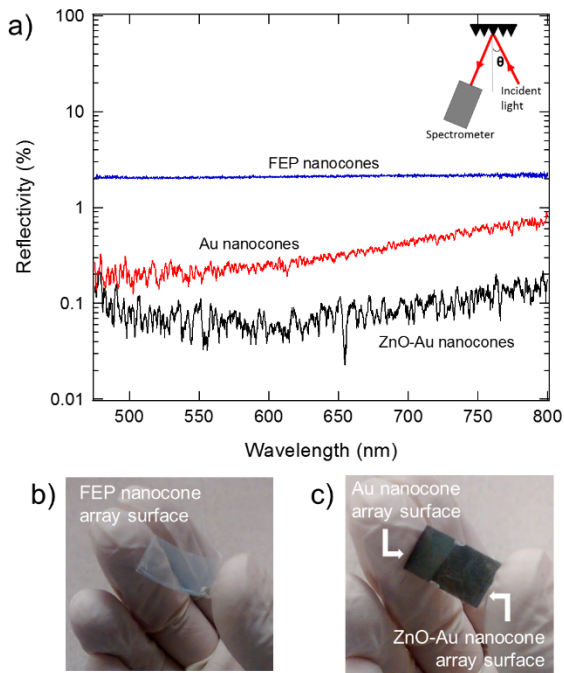 a)
100
10
1
0.1
0.01
Reflectivity (%)
θ
Incident
light
Spectrometer
FEP nanocones
Au nanocones
ZnO-Au nanocones
500
550
600
650
700
750
800
Wavelength (nm)
b)
FEP nanocone
array surface
c)
Au nanocone
array surface
ZnO-Au nanocone
array surface